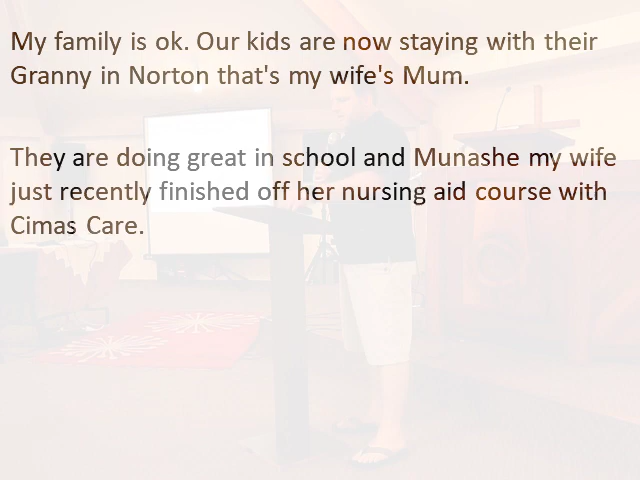 My family is ok. Our kids are now staying with their
Granny in Norton that's my wife's Mum.
They are doing great in school and Munashe my wife
just recently finished off her nursing aid course with
Cimas Care.